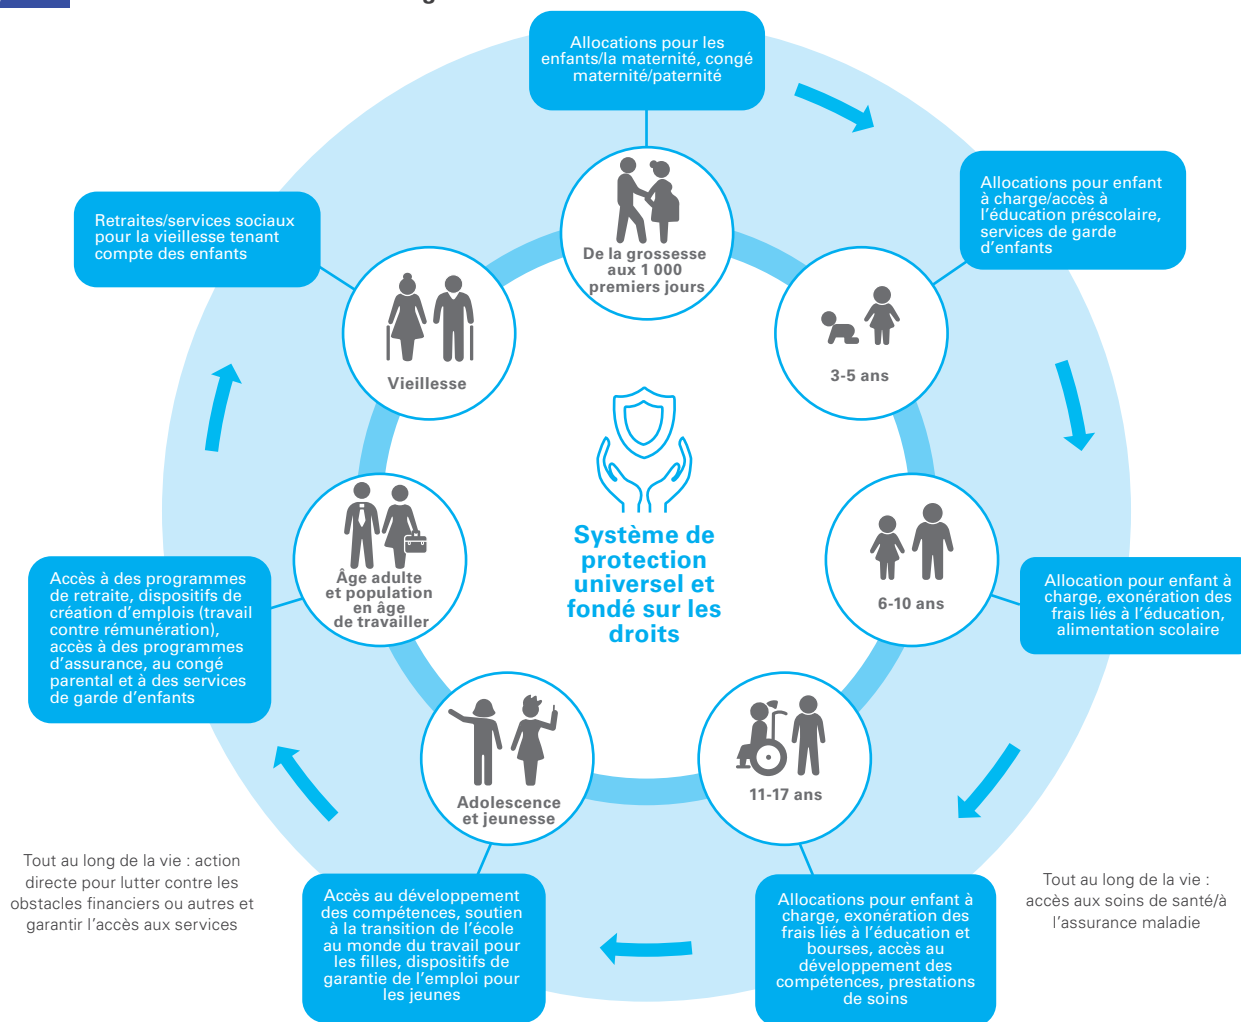 Allocations pour les
enfants/la maternité, congé
maternité/paternité
De la grossesse
aux 1 000
premiers jours
Allocations pour enfant
à charge/accès à
l’éducation préscolaire,
services de garde
d’enfants
3-5 ans
Allocation pour enfant à
charge, exonération des
frais liés à l’éducation,
alimentation scolaire
6-10 ans
Allocations pour enfant à
charge, exonération des
frais liés à l’éducation et
bourses, accès au
développement des
compétences, prestations
de soins
11-17 ans
Accès au développement
des compétences, soutien
à la transition de l’école
au monde du travail pour
les filles, dispositifs de
garantie de l’emploi pour
les jeunes
Adolescence
et jeunesse
Accès à des programmes
de retraite, dispositifs de
création d’emplois (travail
contre rémunération),
accès à des programmes
d’assurance, au congé
parental et à des services
de garde d’enfants
Âge adulte
et population
en âge
de travailler
Retraites/services sociaux
pour la vieillesse tenant
compte des enfants
Vieillesse
Système de
protection
universel et
fondé sur les
droits
Tout au long de la vie : action
directe pour lutter contre les
obstacles financiers ou autres et
garantir l’accès aux services
Tout au long de la vie :
accès aux soins de santé/à
l’assurance maladie